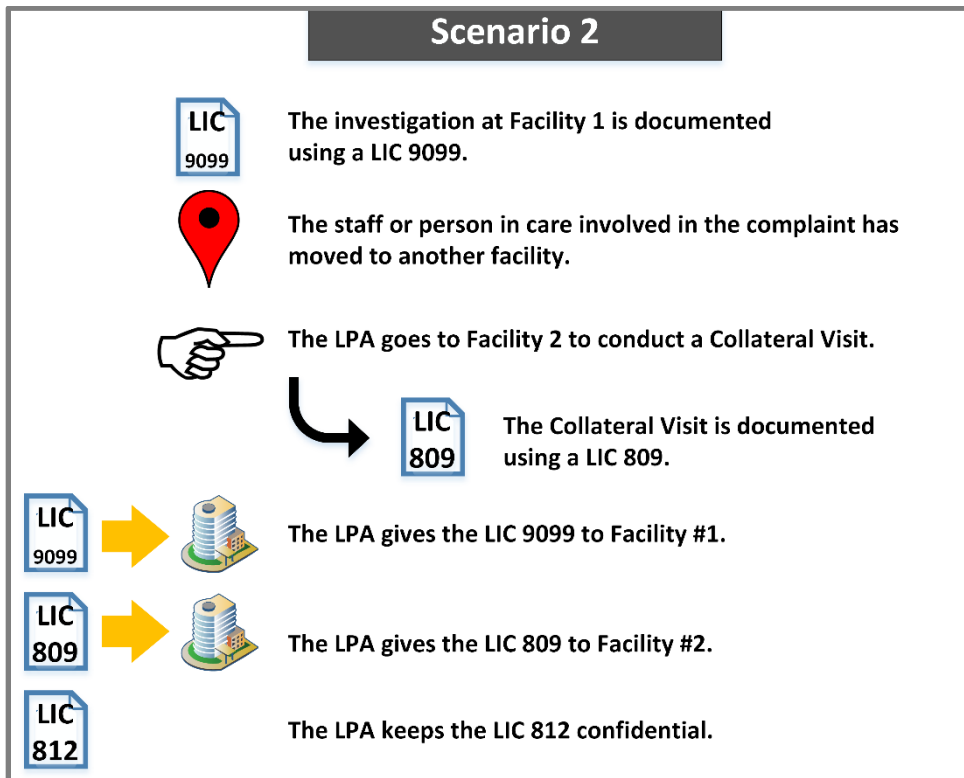 Scenario 2
LIC
9099
The investigation at Facility 1 is documented
using a LIC 9099.
The staff or person in care involved in the complaint has
moved to another facility.
The LPA goes to Facility 2 to conduct a Collateral Visit.
LIC
809
The Collateral Visit is documented
using a LIC 809.
LIC
9099
The LPA gives the LIC 9099 to Facility #1.
LIC
809
The LPA gives the LIC 809 to Facility #2.
LIC
812
The LPA keeps the LIC 812 confidential.